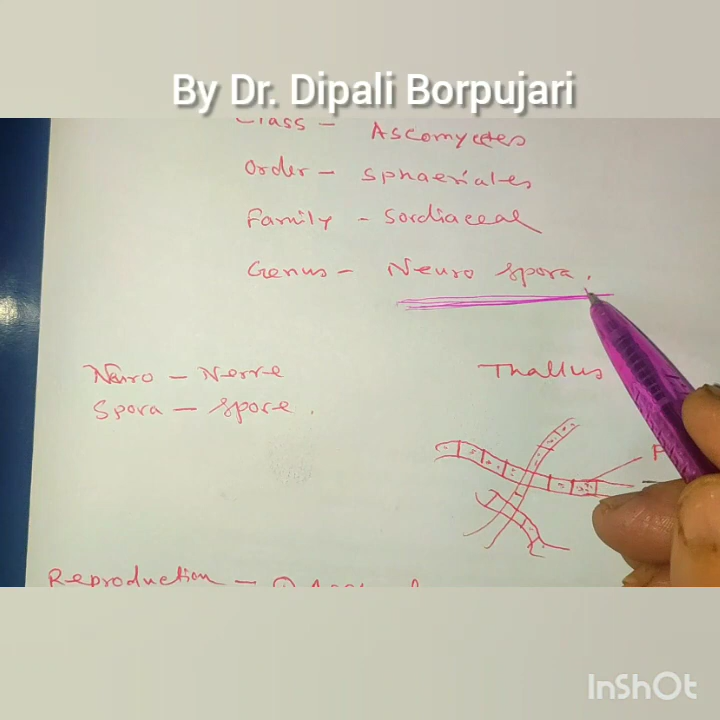 By Dr. Dipali Borpujari
Class - Ascomycetes
Order - Sphaeriales
Family - Sordiaceal
Genus - Neuro spora.
Neuro - Nerve
Spora - Spore.
Thallus
Reproduction -
InShOt